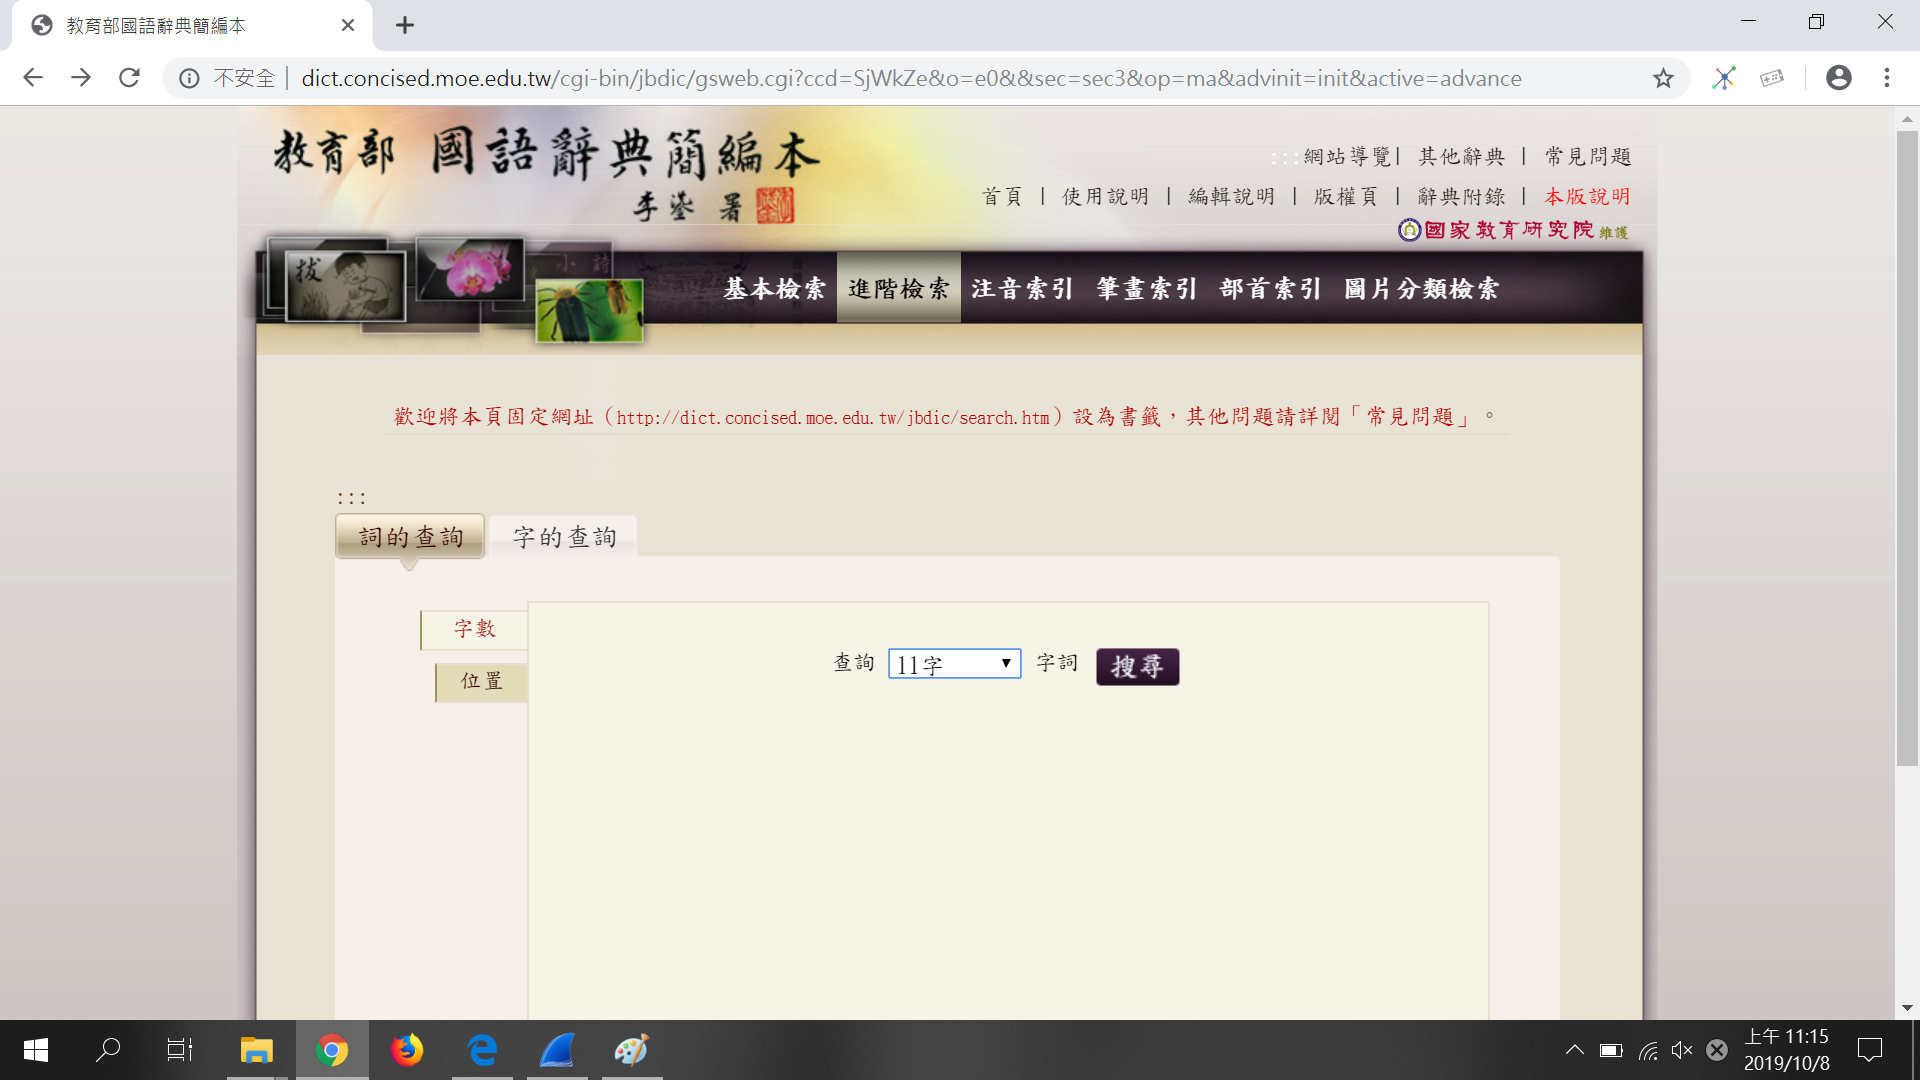 教育部國語辭典簡編本
不安全 | dict.concised.moe.edu.tw/cgi-bin/jbdic/gsweb.cgi?ccd=SjWkZe&o=e0&&sec=sec3&op=ma&advinit=init&active=advance
教育部 國語辭典簡編本
李鍌 署
:::網站導覽| 其他辭典 | 常見問題
首頁 | 使用說明 | 編輯說明 | 版權頁 | 辭典附錄 | 本版說明
國家教育研究院 維護
拔
小 詩
基本檢索 進階檢索 注音索引 筆畫索引 部首索引 圖片分類檢索
歡迎將本頁固定網址（http://dict.concised.moe.edu.tw/jbdic/search.htm）設為書籤，其他問題請詳閱「常見問題」。
:::
詞的查詢 字的查詢
字數
查詢 11字 字詞 搜尋
位置
上午 11:15
2019/10/8